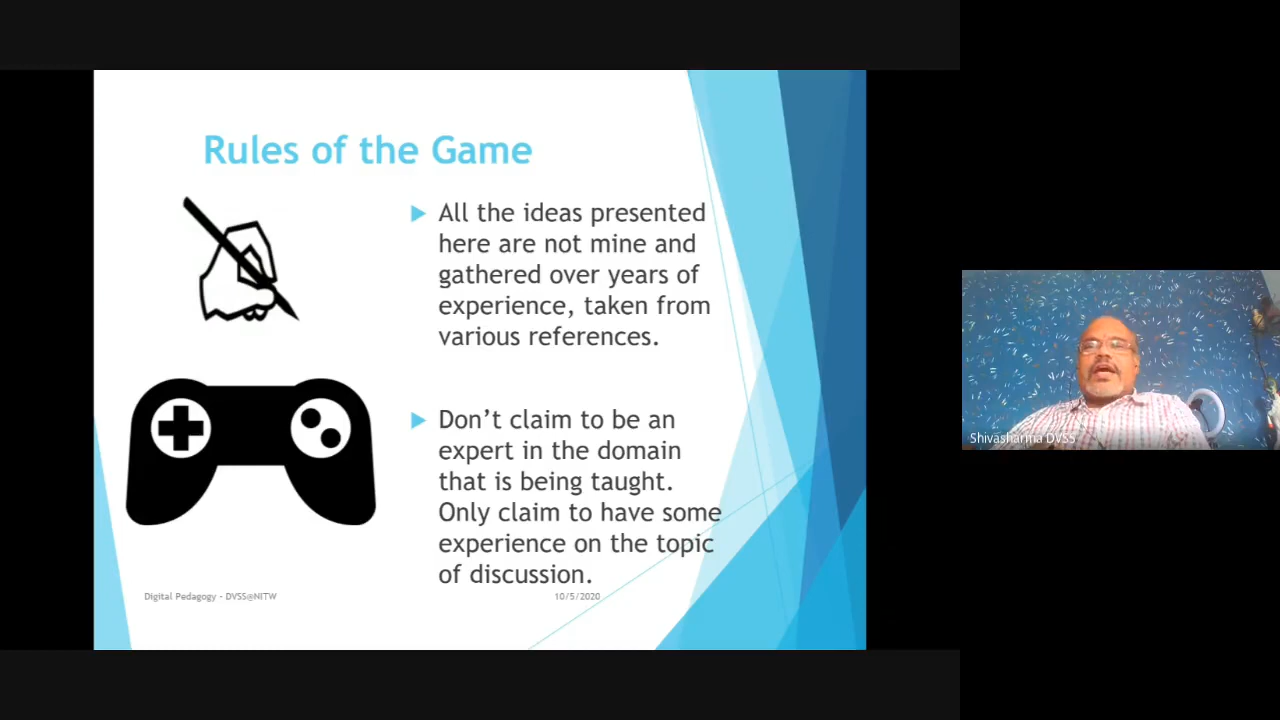 Rules of the Game
All the ideas presented
here are not mine and
gathered over years of
experience, taken from
various references.
Don’t claim to be an
expert in the domain
that is being taught.
Only claim to have some
experience on the topic
of discussion.
Digital Pedagogy - DVSS@NITW
10/5/2020
Shivasharma DVSS